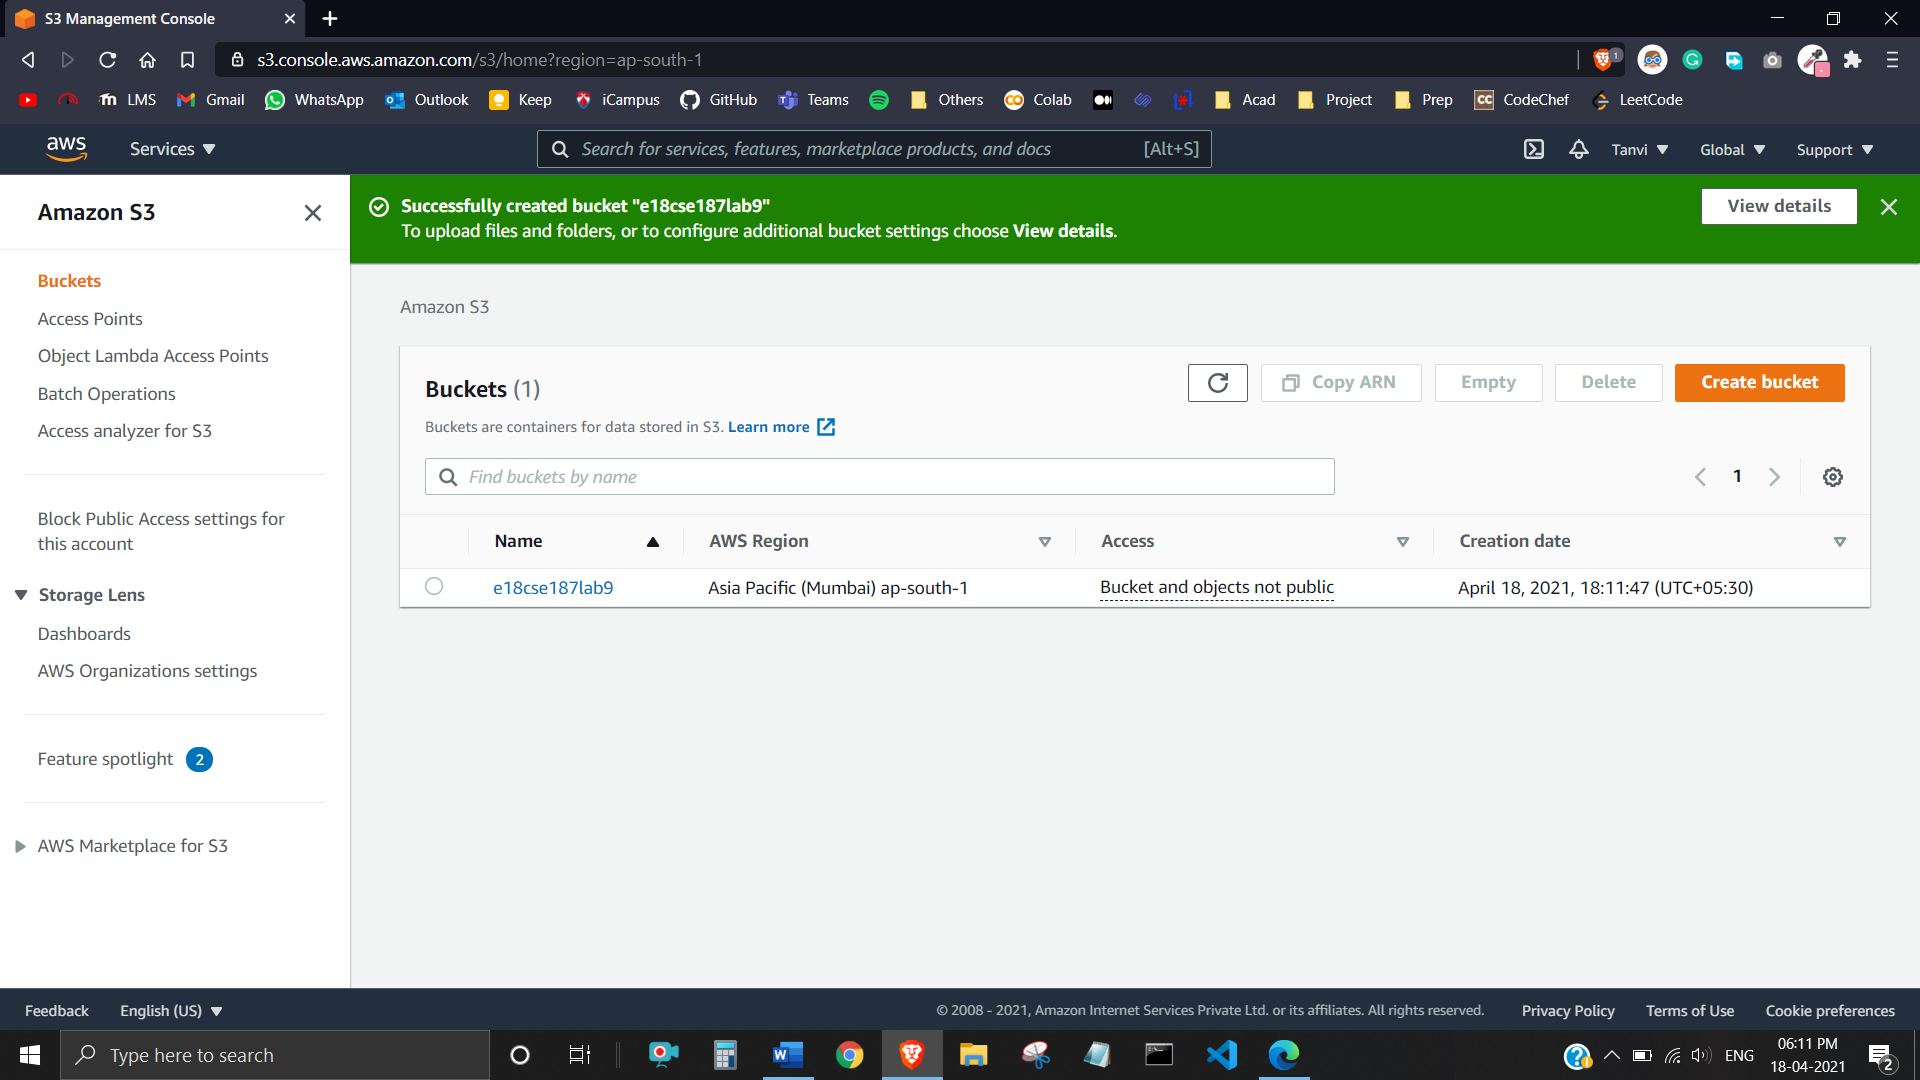 S3 Management Console
s3.console.aws.amazon.com/s3/home?region=ap-south-1
1
LMS Gmail WhatsApp Outlook Keep iCampus GitHub Teams Others Colab Acad Project Prep CC CodeChef LeetCode
aws Services Search for services, features, marketplace products, and docs [Alt+S] Tanvi Global Support
Amazon S3
Buckets
Access Points
Object Lambda Access Points
Batch Operations
Access analyzer for S3
Block Public Access settings for
this account
Storage Lens
Dashboards
AWS Organizations settings
Feature spotlight 2
AWS Marketplace for S3
Successfully created bucket "e18cse187lab9"
To upload files and folders, or to configure additional bucket settings choose View details.
View details
Amazon S3
Buckets (1)
Copy ARN Empty Delete Create bucket
Buckets are containers for data stored in S3. Learn more
Find buckets by name
1
Name AWS Region Access Creation date
e18cse187lab9 Asia Pacific (Mumbai) ap-south-1 Bucket and objects not public April 18, 2021, 18:11:47 (UTC+05:30)
Feedback English (US) © 2008 - 2021, Amazon Internet Services Private Ltd. or its affiliates. All rights reserved. Privacy Policy Terms of Use Cookie preferences
Type here to search
ENG
06:11 PM
18-04-2021
2